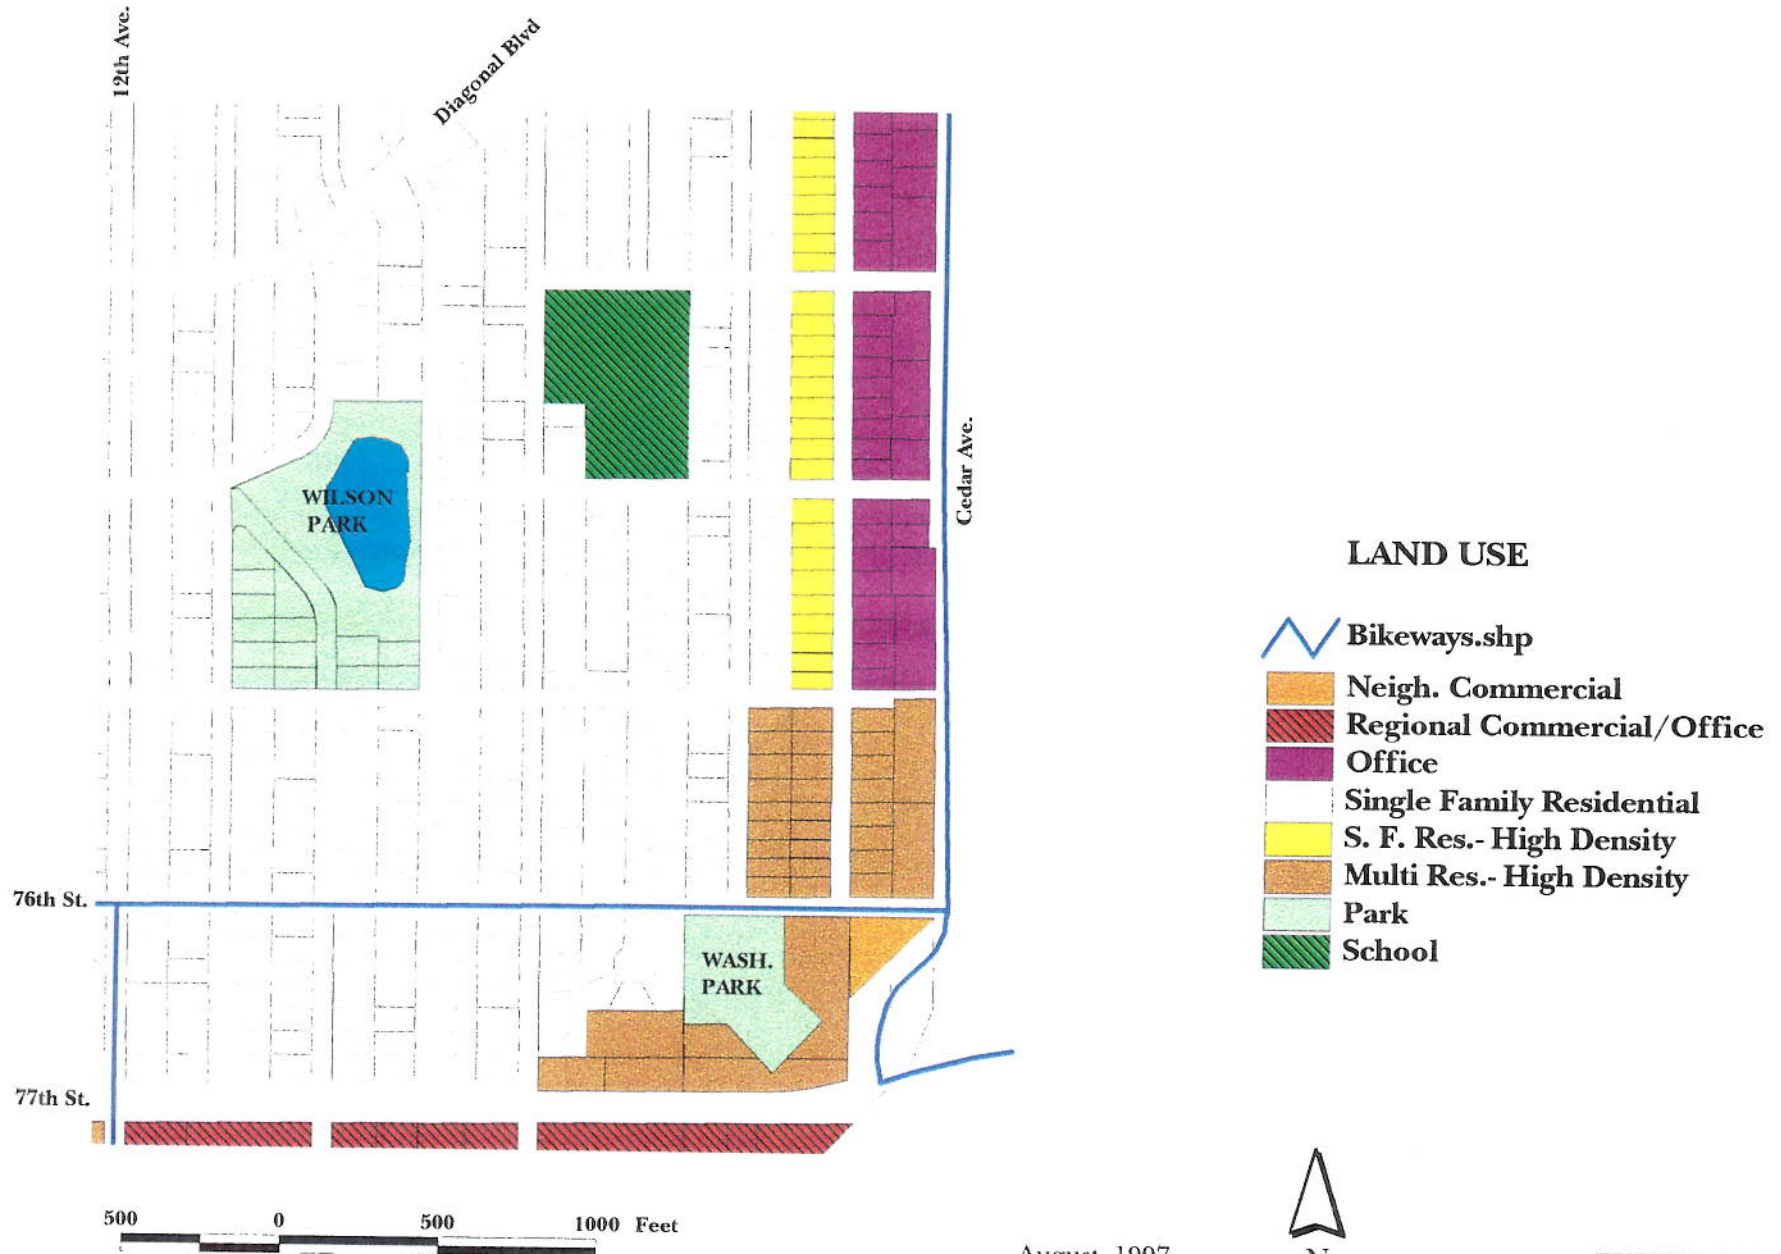 12th Ave.
Diagonal Blvd
Cedar Ave.
WILSON
PARK
LAND USE
Bikeways.shp
Neigh. Commercial
Regional Commercial/Office
Office
Single Family Residential
S. F. Res.- High Density
Multi Res.- High Density
Park
School
76th St.
WASH.
PARK
77th St.
500 0 500 1000 Feet
August, 1997
N